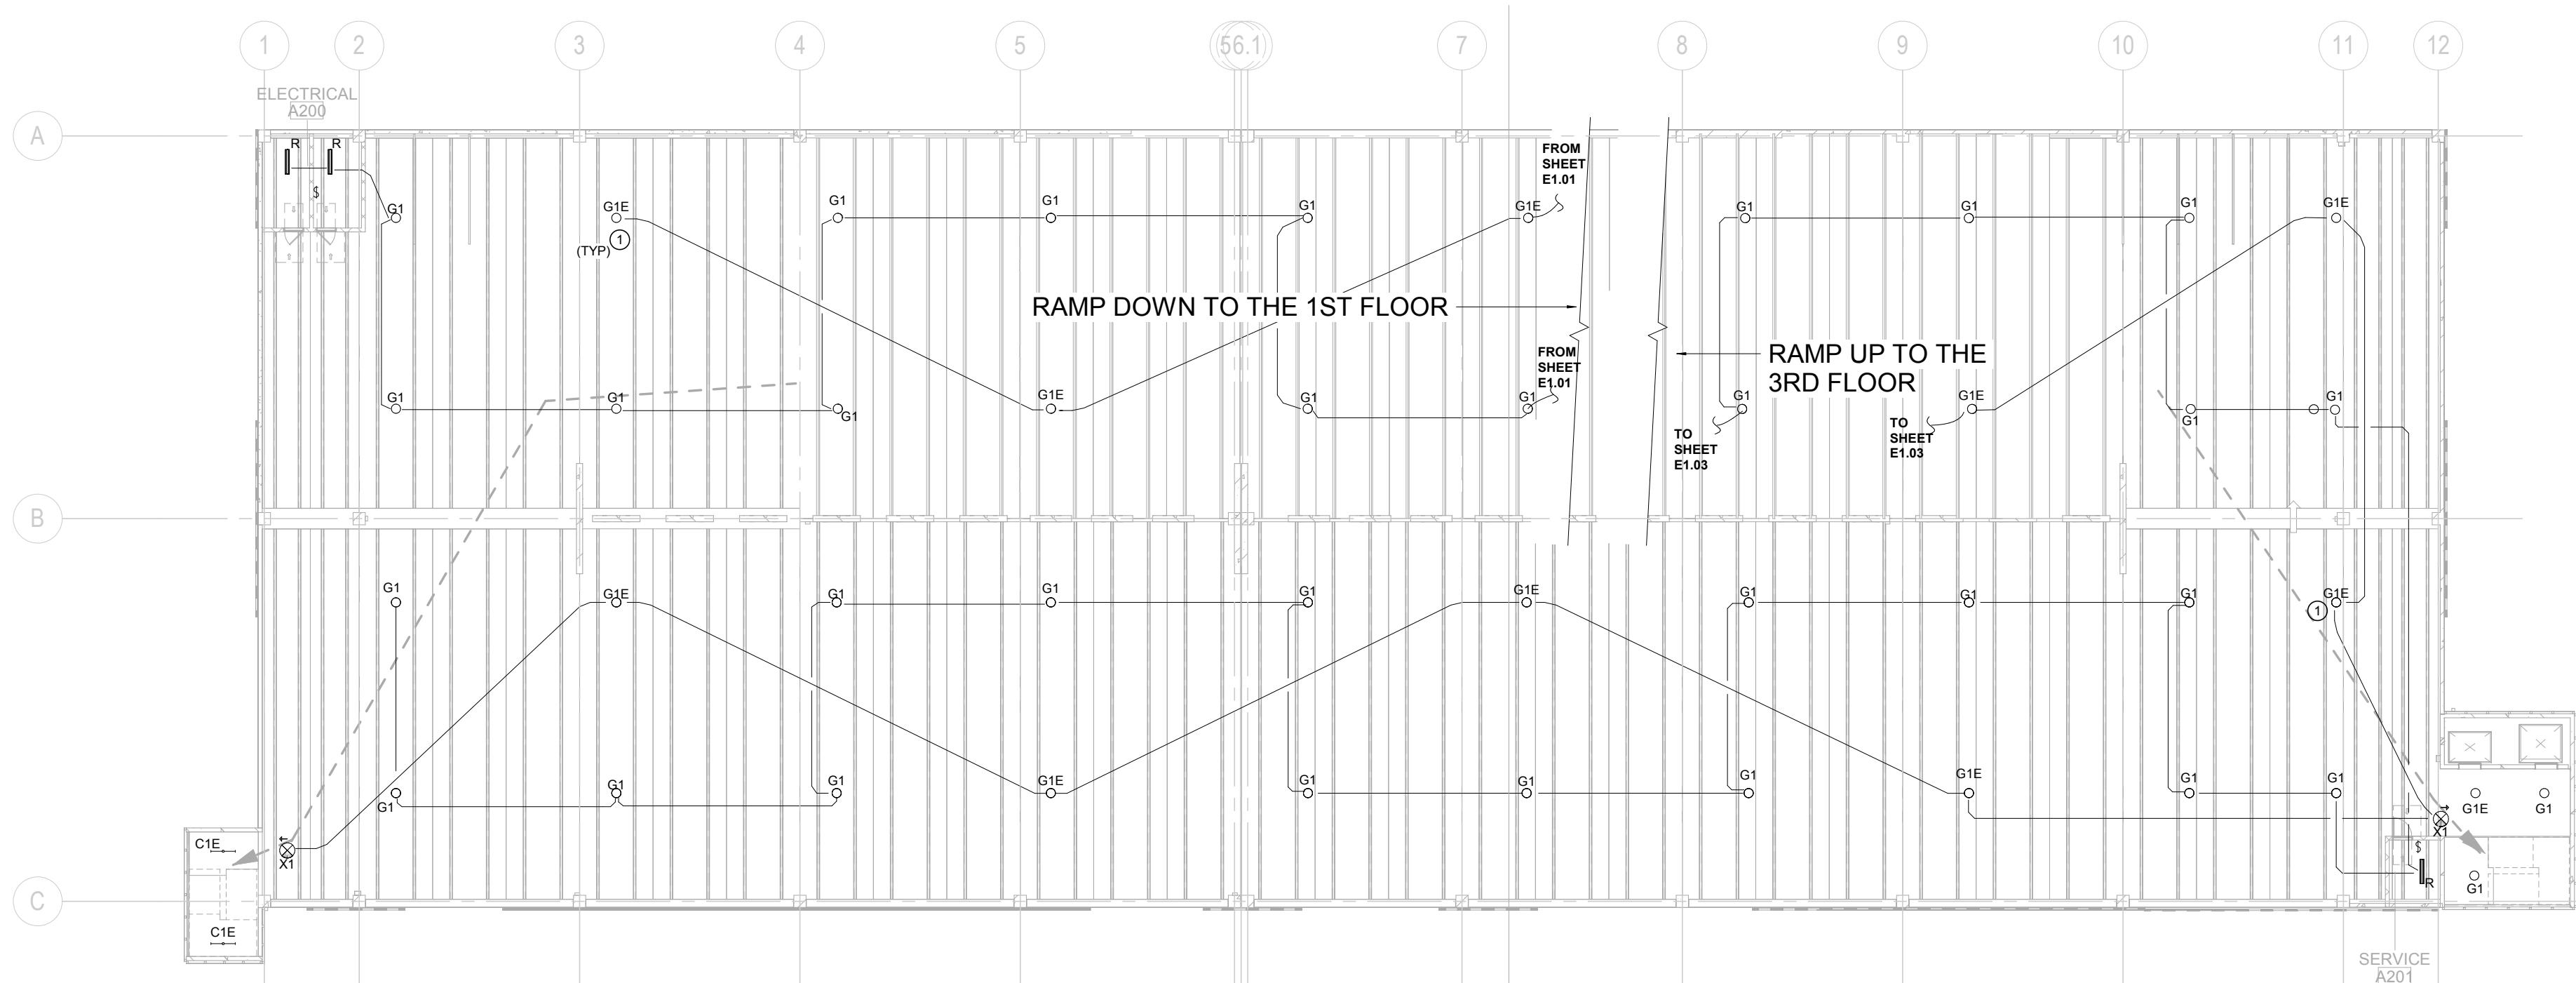 1 2 3 4 5 56.1 7 8 9 10 11 12
ELECTRICAL
A200
A
R R
FROM
SHEET
E1.01
G1 G1E G1 G1 G1 G1E G1 G1 G1 G1E
1
(TYP)
RAMP DOWN TO THE 1ST FLOOR
RAMP UP TO THE
3RD FLOOR
FROM
SHEET
E1.01
G1 G1 G1 G1E G1 G1 G1 G1E G1 G1
TO
SHEET
E1.03
TO
SHEET
E1.03
B
G1 G1E G1 G1 G1 G1E G1 G1 G1 G1E
1
G1 G1 G1 G1E G1 G1 G1 G1E G1 G1
G1E G1
C1E
X1
X1
$
$
R
G1
C
C1E
SERVICE
A201